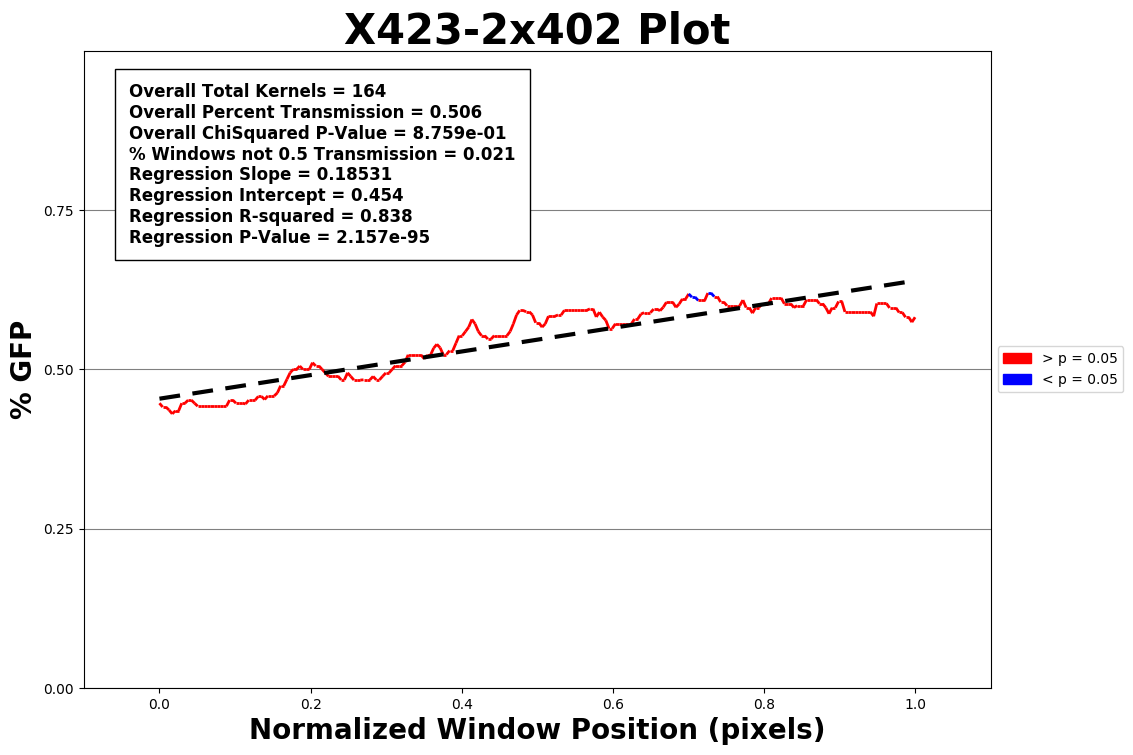 X423-2x402 Plot
Overall Total Kernels = 164
Overall Percent Transmission = 0.506
Overall ChiSquared P-Value = 8.759e-01
% Windows not 0.5 Transmission = 0.021
Regression Slope = 0.18531
Regression Intercept = 0.454
Regression R-squared = 0.838
Regression P-Value = 2.157e-95
% GFP
0.75
0.50
0.25
0.00
0.0 0.2 0.4 0.6 0.8 1.0
Normalized Window Position (pixels)
> p = 0.05
< p = 0.05